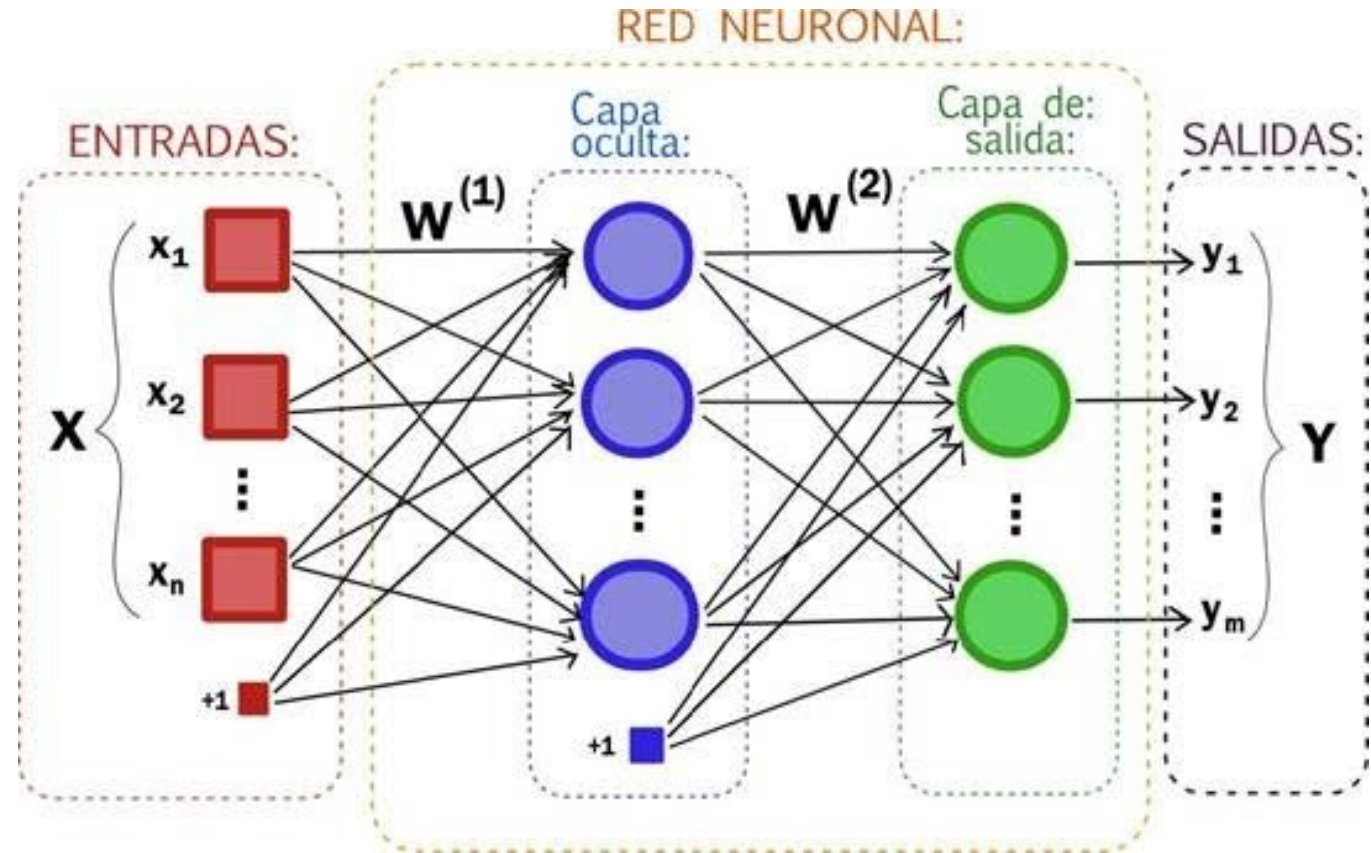 RED NEURONAL:
ENTRADAS:
Capa
oculta:
Capa de:
salida:
SALIDAS:
W(1)
W(2)
X
x1
x2
xn
+1
+1
y1
y2
ym
Y